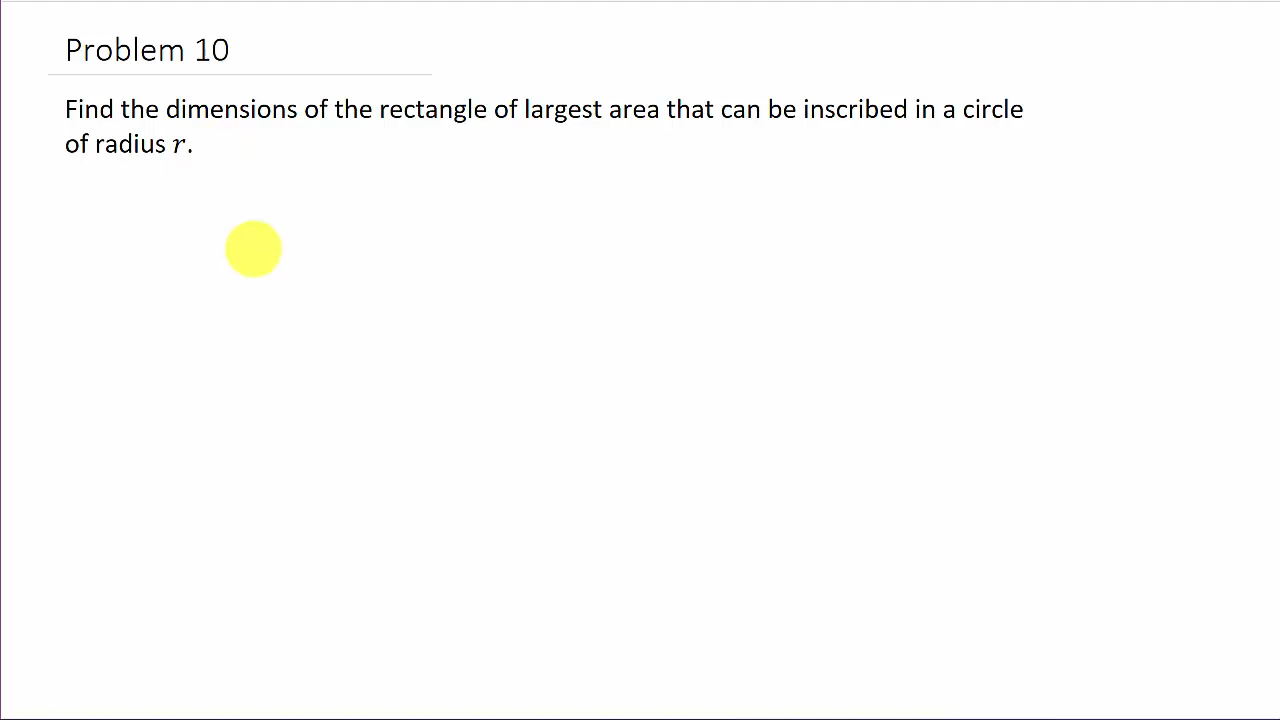 Problem 10
Find the dimensions of the rectangle of largest area that can be inscribed in a circle
of radius r.